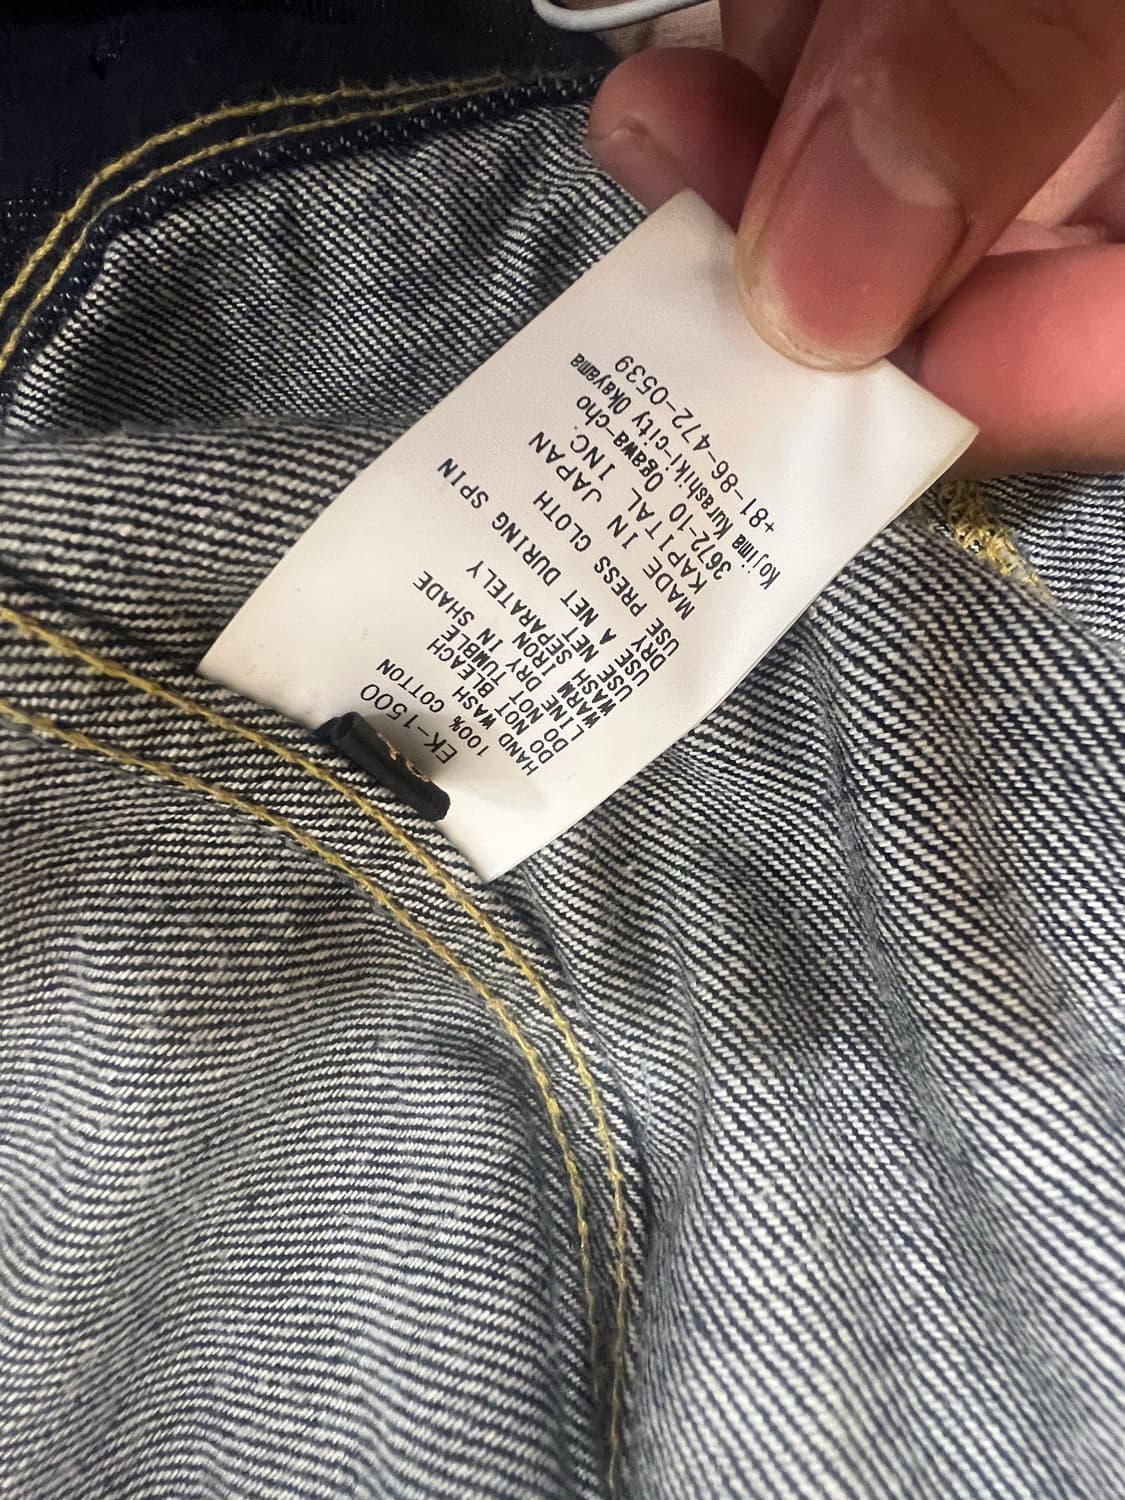 EK-1500
100% COTTON
HAND WASH
DO NOT BLEACH
DO NOT TUMBLE
LINE DRY IN SHADE
WARM IRON
WASH SEPARATELY
USE NET
USE A NET DURING SPIN
DRY
USE PRESS CLOTH
MADE IN JAPAN
KAPITAL INC.
3672-10 Ogawa-cho
Kojima Kurashiki-city Okayama
+81-86-472-0539